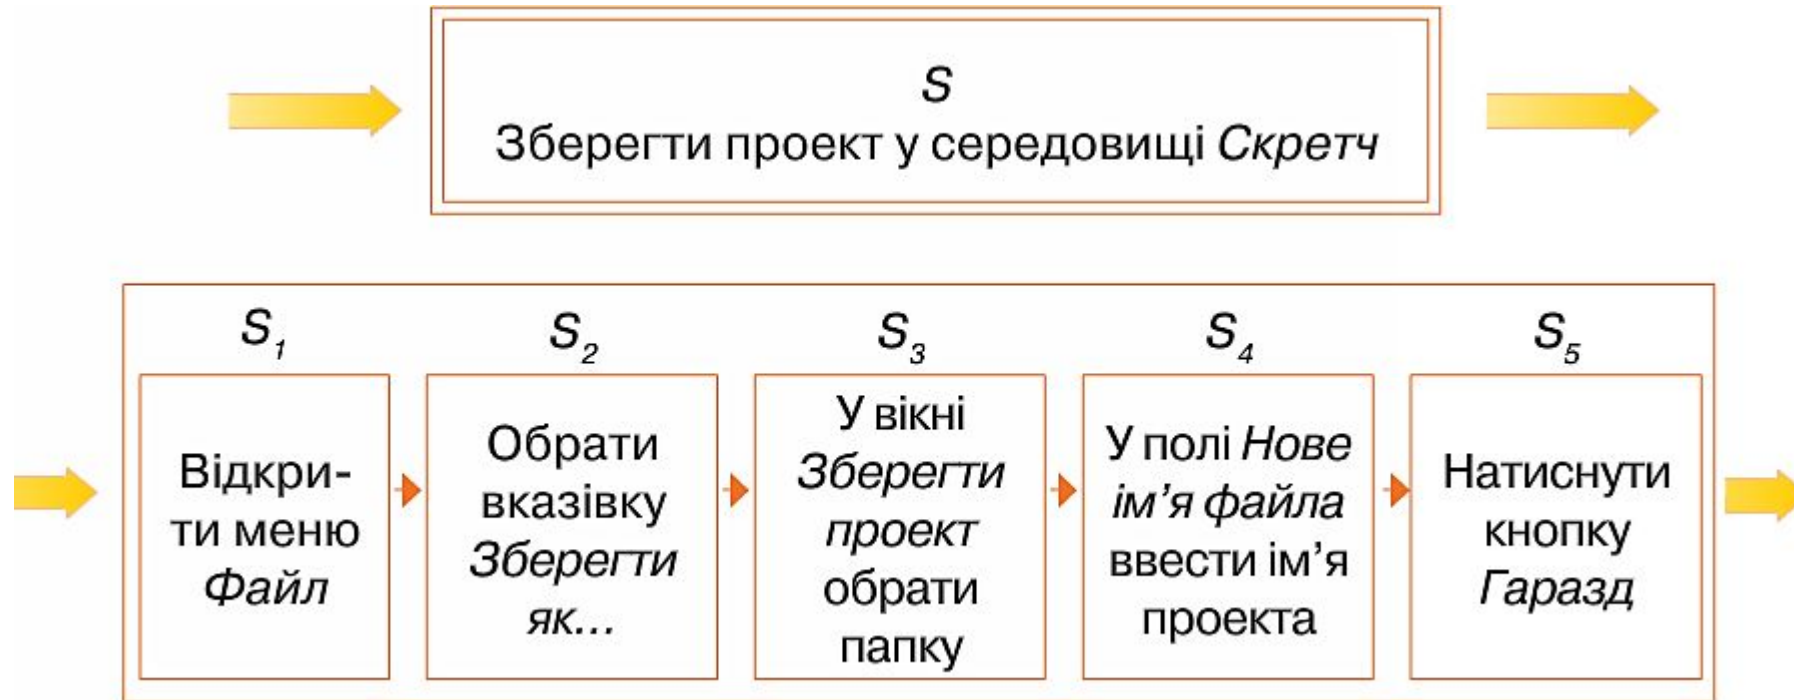 S
Зберегти проект у середовищі Скретч
S1
Відкри-
ти меню
Файл
S2
Обрати
вказівку
Зберегти
як...
S3
У вікні
Зберегти
проект
обрати
папку
S4
У полі Нове
ім’я файла
ввести ім’я
проекта
S5
Натиснути
кнопку
Гаразд